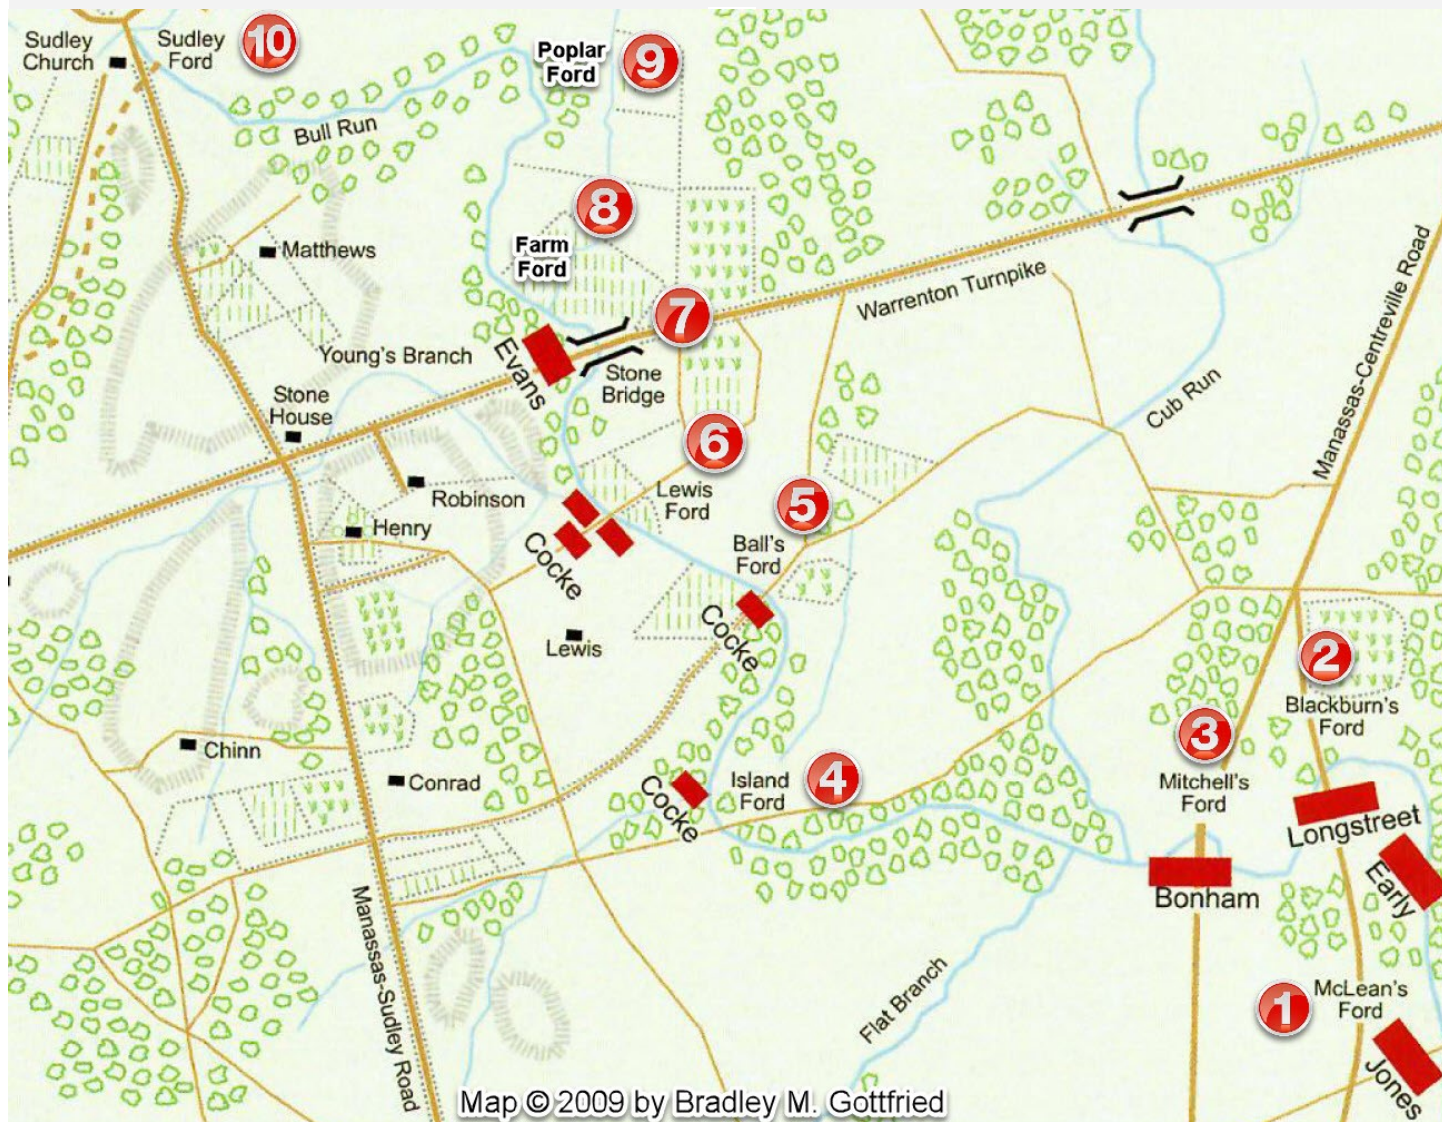 Sudley
Church
Sudley
Ford
10
Poplar
Ford
9
Bull Run
8
Matthews
Farm
Ford
7
Warrenton Turnpike
Manassas-Centreville Road
Young's Branch
Evans
Stone
Bridge
Stone
House
Cub Run
6
Robinson
Lewis
Ford
5
Henry
Cocke
Ball's
Ford
Cocke
Lewis
2
Blackburn's
Ford
3
Mitchell's
Ford
Chinn
Conrad
Cocke
Island
Ford
4
Longstreet
Early
Bonham
Manassas-Sudley Road
Flat Branch
1
McLean's
Ford
Jones
Map © 2009 by Bradley M. Gottfried